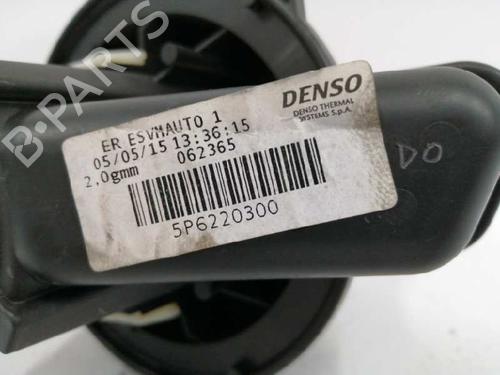 DENSO
DENSO THERMAL
SYSTEMS S.p.A.
ER ESVMAUTO 1
05/05/15 13:36:15
062365
2,0gmm
5P6220300
DO
B-PARTS